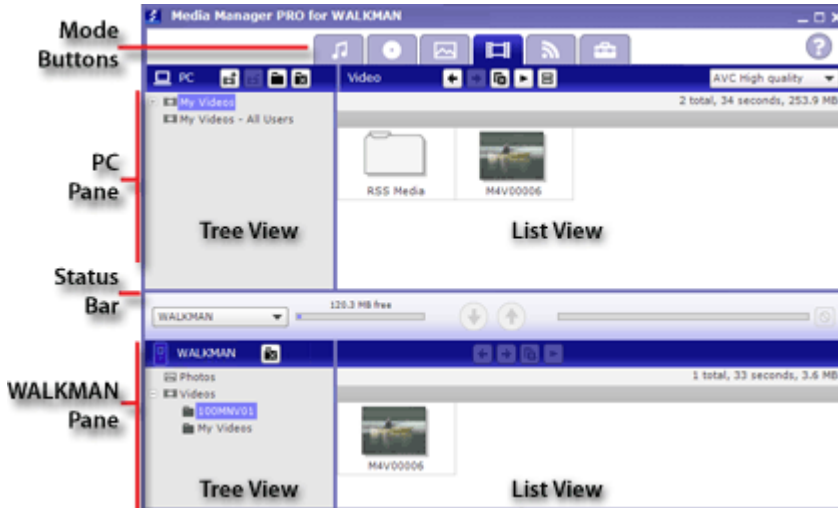 Media Manager PRO for WALKMAN
Mode
Buttons
PC
Video
AVC High quality
My Videos
2 total, 34 seconds, 253.9 MB
My Videos - All Users
PC
Pane
RSS Media
M4V00006
Tree View
List View
Status
Bar
120.3 MB free
WALKMAN
WALKMAN
Photos
1 total, 33 seconds, 3.6 MB
Videos
WALKMAN
Pane
100MNV01
My Videos
M4V00006
Tree View
List View